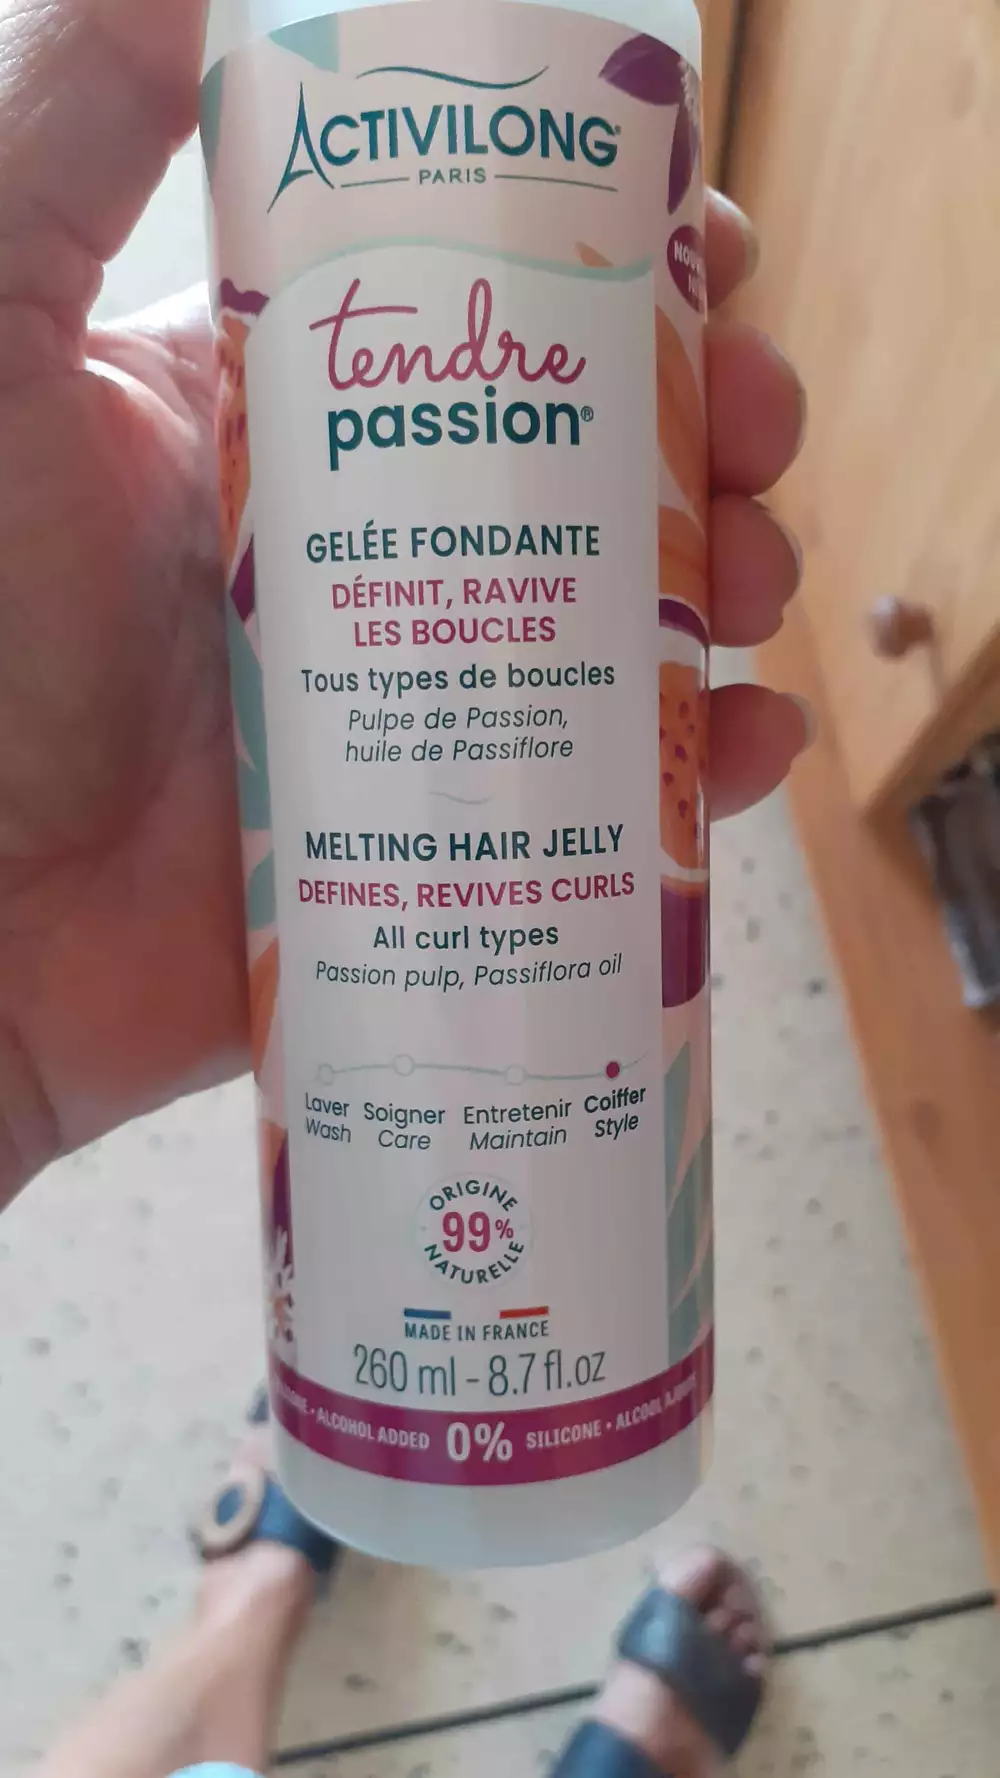 ACTIVILONG®
PARIS
tendre
passion®
GELÉE FONDANTE
DÉFINIT, RAVIVE
LES BOUCLES
Tous types de boucles
Pulpe de Passion,
huile de Passiflore
MELTING HAIR JELLY
DEFINES, REVIVES CURLS
All curl types
Passion pulp, Passiflora oil
Laver Soigner Entretenir Coiffer
Wash Care Maintain Style
ORIGINE
99%
NATURELLE
MADE IN FRANCE
260 ml - 8.7 fl.oz
• ALCOHOL ADDED 0% SILICONE • ALCOOL